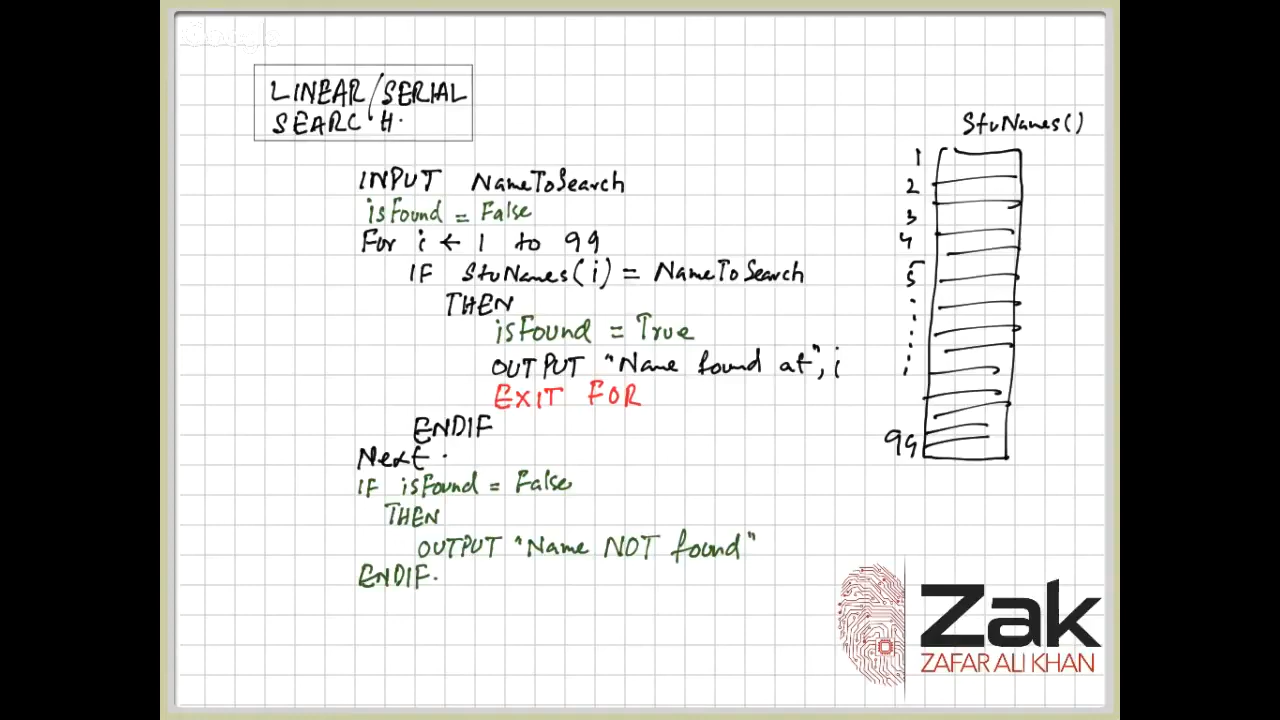 LINEAR/SERIAL
SEARCH.
INPUT NameToSearch
isFound = False
For i ← 1 to 99
IF StuNames(i) = NameToSearch
THEN
isFound = True
OUTPUT "Name found at", i
EXIT FOR
ENDIF
Next.
IF isFound = False
THEN
OUTPUT "Name NOT found"
ENDIF.
StuNames()
1
2
3
4
5
99
Zak
ZAFAR ALI KHAN